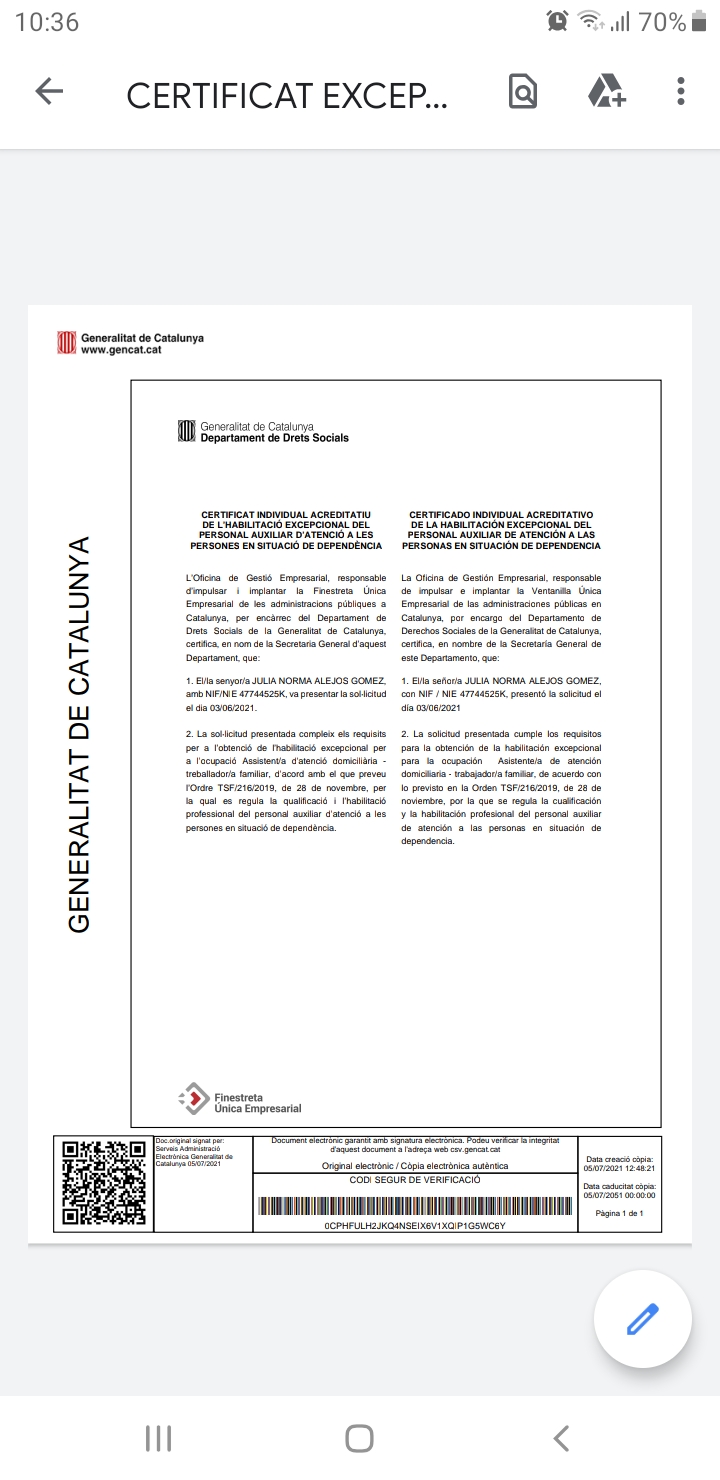 10:36
70%
CERTIFICAT EXCEP...
Generalitat de Catalunya
www.gencat.cat
GENERALITAT DE CATALUNYA
Generalitat de Catalunya
Departament de Drets Socials
CERTIFICAT INDIVIDUAL ACREDITATIU
DE L'HABILITACIÓ EXCEPCIONAL DEL
PERSONAL AUXILIAR D'ATENCIÓ A LES
PERSONES EN SITUACIÓ DE DEPENDÈNCIA
L'Oficina de Gestió Empresarial, responsable
d'impulsar i implantar la Finestreta Única
Empresarial de les administracions públiques a
Catalunya, per encàrrec del Departament de
Drets Socials de la Generalitat de Catalunya,
certifica, en nom de la Secretaria General d'aquest
Departament, que:
1. El/la senyor/a JULIA NORMA ALEJOS GOMEZ,
amb NIF/NIE 47744525K, va presentar la sol·licitud
el dia 03/06/2021.
2. La sol·licitud presentada compleix els requisits
per a l'obtenció de l'habilitació excepcional per
a l'ocupació Assistent/a d'atenció domiciliària -
treballador/a familiar, d'acord amb el que preveu
l'Ordre TSF/216/2019, de 28 de novembre, per
la qual es regula la qualificació i l'habilitació
professional del personal auxiliar d'atenció a les
persones en situació de dependència.
CERTIFICADO INDIVIDUAL ACREDITATIVO
DE LA HABILITACIÓN EXCEPCIONAL DEL
PERSONAL AUXILIAR DE ATENCIÓN A LAS
PERSONAS EN SITUACIÓN DE DEPENDENCIA
La Oficina de Gestión Empresarial, responsable
de impulsar e implantar la Ventanilla Única
Empresarial de las administraciones públicas en
Catalunya, por encargo del Departamento de
Derechos Sociales de la Generalitat de Catalunya,
certifica, en nombre de la Secretaría General de
este Departamento, que:
1. El/la señor/a JULIA NORMA ALEJOS GOMEZ,
con NIF / NIE 47744525K, presentó la solicitud el
día 03/06/2021
2. La solicitud presentada cumple los requisitos
para la obtención de la habilitación excepcional
para la ocupación Asistente/a de atención
domiciliaria - trabajador/a familiar, de acuerdo con
lo previsto en la Orden TSF/216/2019, de 28 de
noviembre, por la que se regula la cualificación
y la habilitación profesional del personal auxiliar
de atención a las personas en situación de
dependencia.
Finestreta
Única Empresarial
Doc.original signat per:
Serveis Administració
Electrònica Generalitat de
Catalunya 05/07/2021
Document electrònic garantit amb signatura electrònica. Podeu verificar la integritat
d'aquest document a l'adreça web csv.gencat.cat
Original electrònic / Còpia electrònica autèntica
CODI SEGUR DE VERIFICACIÓ
0CPHFULH2JKQ4NSEIX6V1XQIP1G5WC6Y
Data creació còpia:
05/07/2021 12:48:21
Data caducitat còpia:
05/07/2051 00:00:00
Pàgina 1 de 1